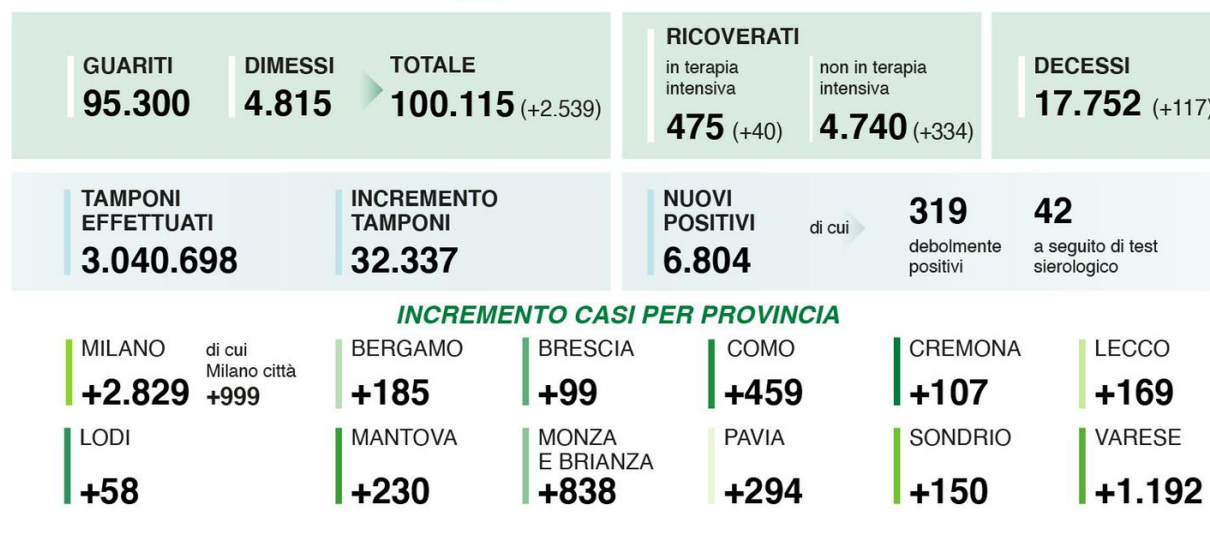 GUARITI
95.300
DIMESSI
4.815
TOTALE
100.115 (+2.539)
RICOVERATI
in terapia
intensiva
475 (+40)
non in terapia
intensiva
4.740 (+334)
DECESSI
17.752 (+117)
TAMPONI
EFFETTUATI
3.040.698
INCREMENTO
TAMPONI
32.337
NUOVI
POSITIVI
6.804
di cui
319
debolmente
positivi
42
a seguito di test
sierologico
INCREMENTO CASI PER PROVINCIA
MILANO
+2.829
di cui
Milano città
+999
BERGAMO
+185
BRESCIA
+99
COMO
+459
CREMONA
+107
LECCO
+169
LODI
+58
MANTOVA
+230
MONZA
E BRIANZA
+838
PAVIA
+294
SONDRIO
+150
VARESE
+1.192